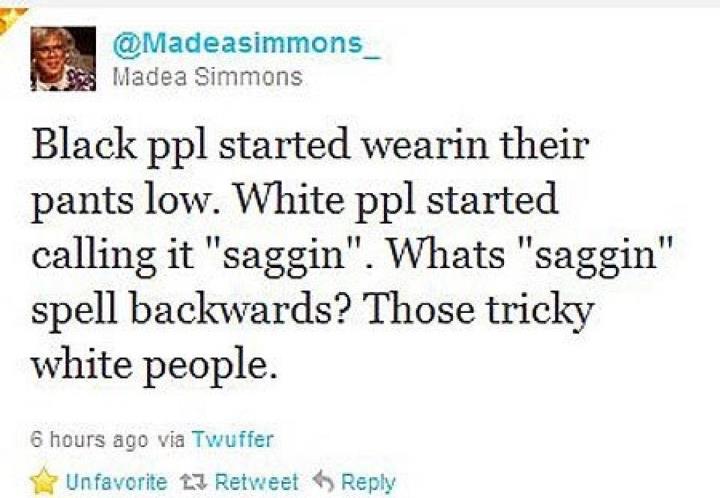 @Madeasimmons_
Madea Simmons
Black ppl started wearin their
pants low. White ppl started
calling it "saggin". Whats "saggin"
spell backwards? Those tricky
white people.
6 hours ago via Twuffer
Unfavorite Retweet Reply